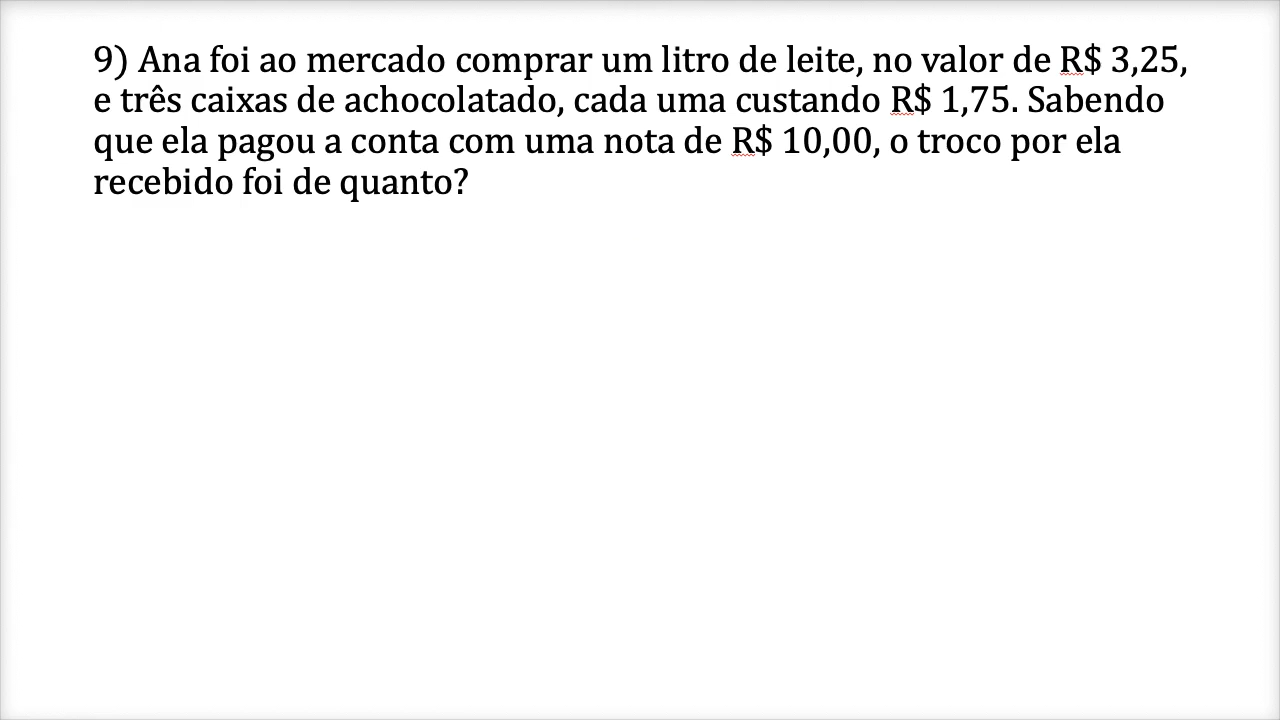 9) Ana foi ao mercado comprar um litro de leite, no valor de R$ 3,25,
e três caixas de achocolatado, cada uma custando R$ 1,75. Sabendo
que ela pagou a conta com uma nota de R$ 10,00, o troco por ela
recebido foi de quanto?